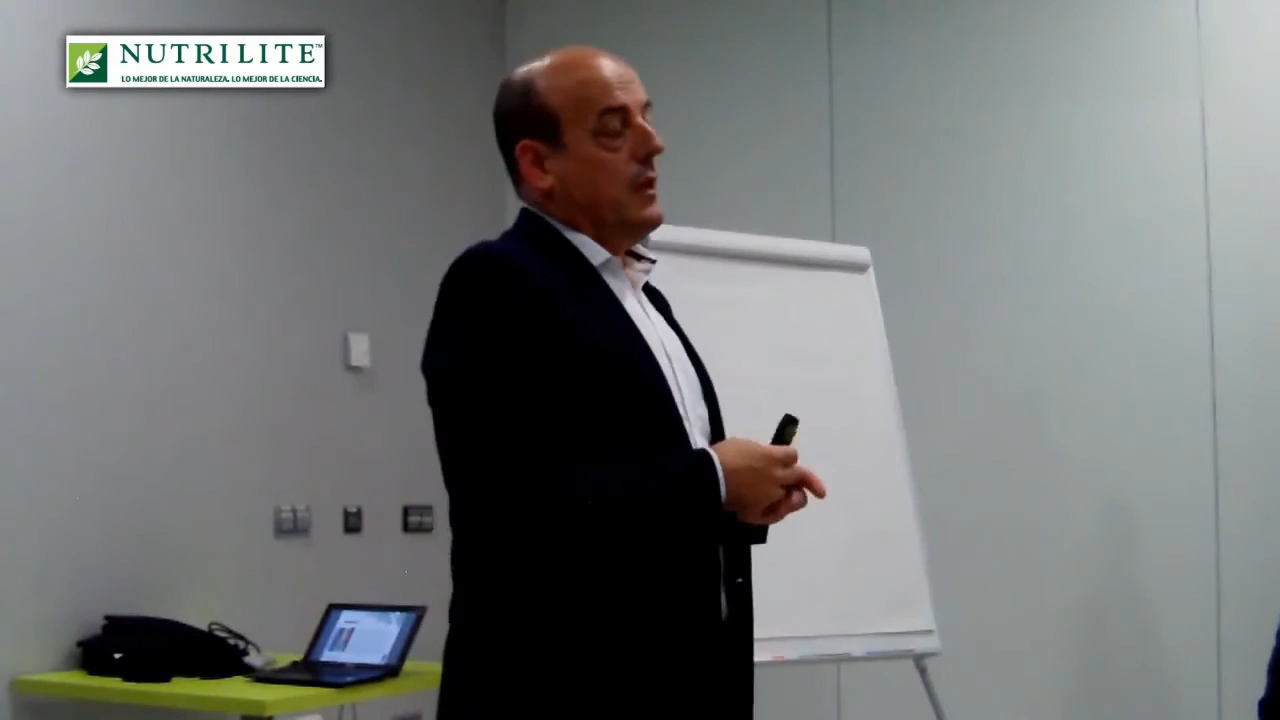 NUTRILITE™
LO MEJOR DE LA NATURALEZA. LO MEJOR DE LA CIENCIA.